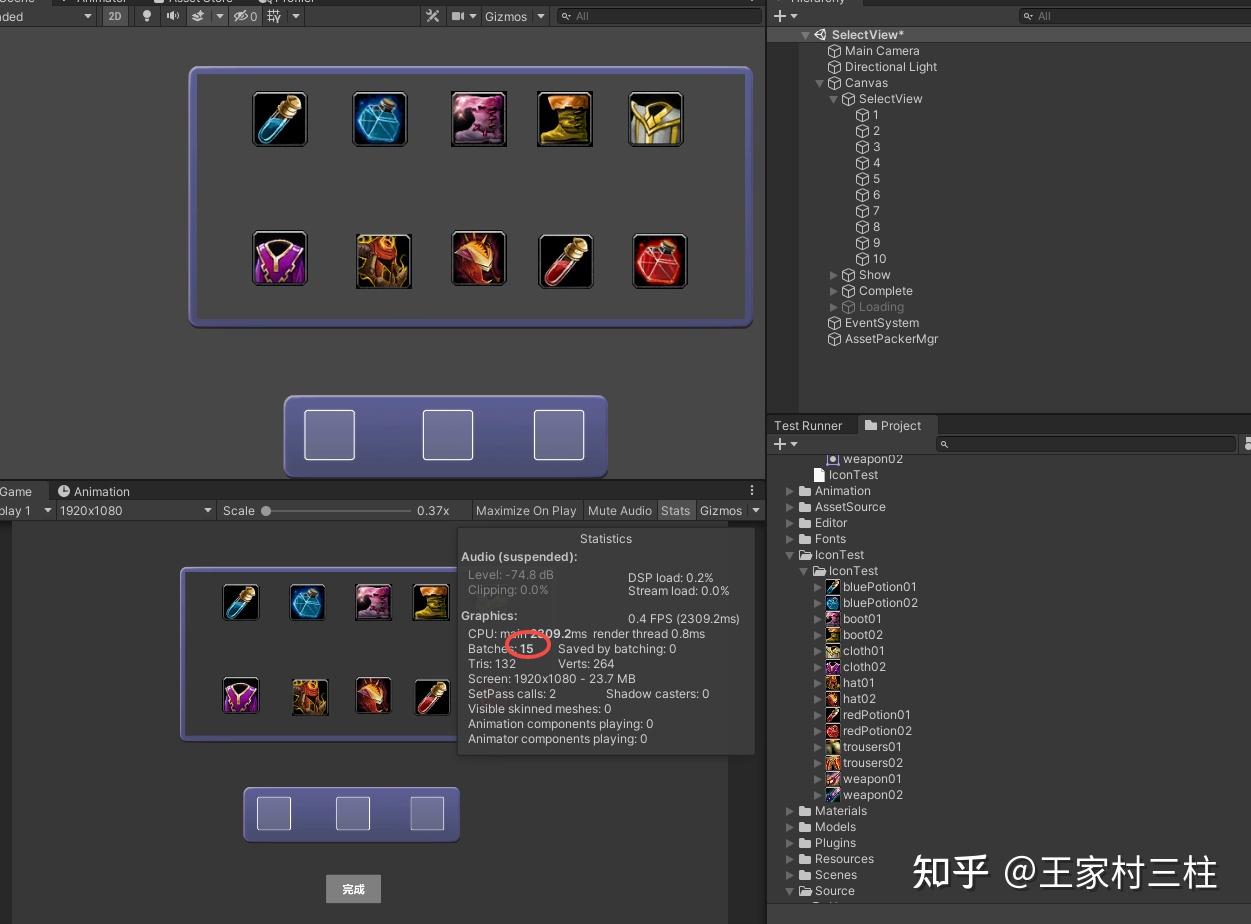 Hierarchy
ded
2D
0
Gizmos
All
All
SelectView*
Main Camera
Directional Light
Canvas
SelectView
1
2
3
4
5
6
7
8
9
10
Show
Complete
Loading
EventSystem
AssetPackerMgr
Test Runner
Project
weapon02
IconTest
Animation
AssetSource
Editor
Fonts
IconTest
IconTest
bluePotion01
bluePotion02
boot01
boot02
cloth01
cloth02
hat01
hat02
redPotion01
redPotion02
trousers01
trousers02
weapon01
weapon02
Materials
Models
Plugins
Resources
Scenes
Source
Game
Animation
play 1
1920x1080
Scale
0.37x
Maximize On Play
Mute Audio
Stats
Gizmos
Statistics
Audio (suspended):
Level: -74.8 dB
DSP load: 0.2%
Clipping: 0.0%
Stream load: 0.0%
Graphics:
0.4 FPS (2309.2ms)
CPU: main 2309.2ms render thread 0.8ms
Batches: 15
Saved by batching: 0
Tris: 132
Verts: 264
Screen: 1920x1080 - 23.7 MB
SetPass calls: 2
Shadow casters: 0
Visible skinned meshes: 0
Animation components playing: 0
Animator components playing: 0
完成
知乎 @王家村三柱